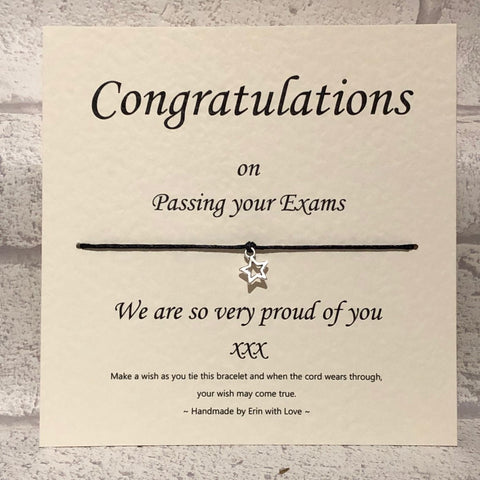 Congratulations
on
Passing your Exams
We are so very proud of you
xxx
Make a wish as you tie this bracelet and when the cord wears through,
your wish may come true.
~ Handmade by Erin with Love ~